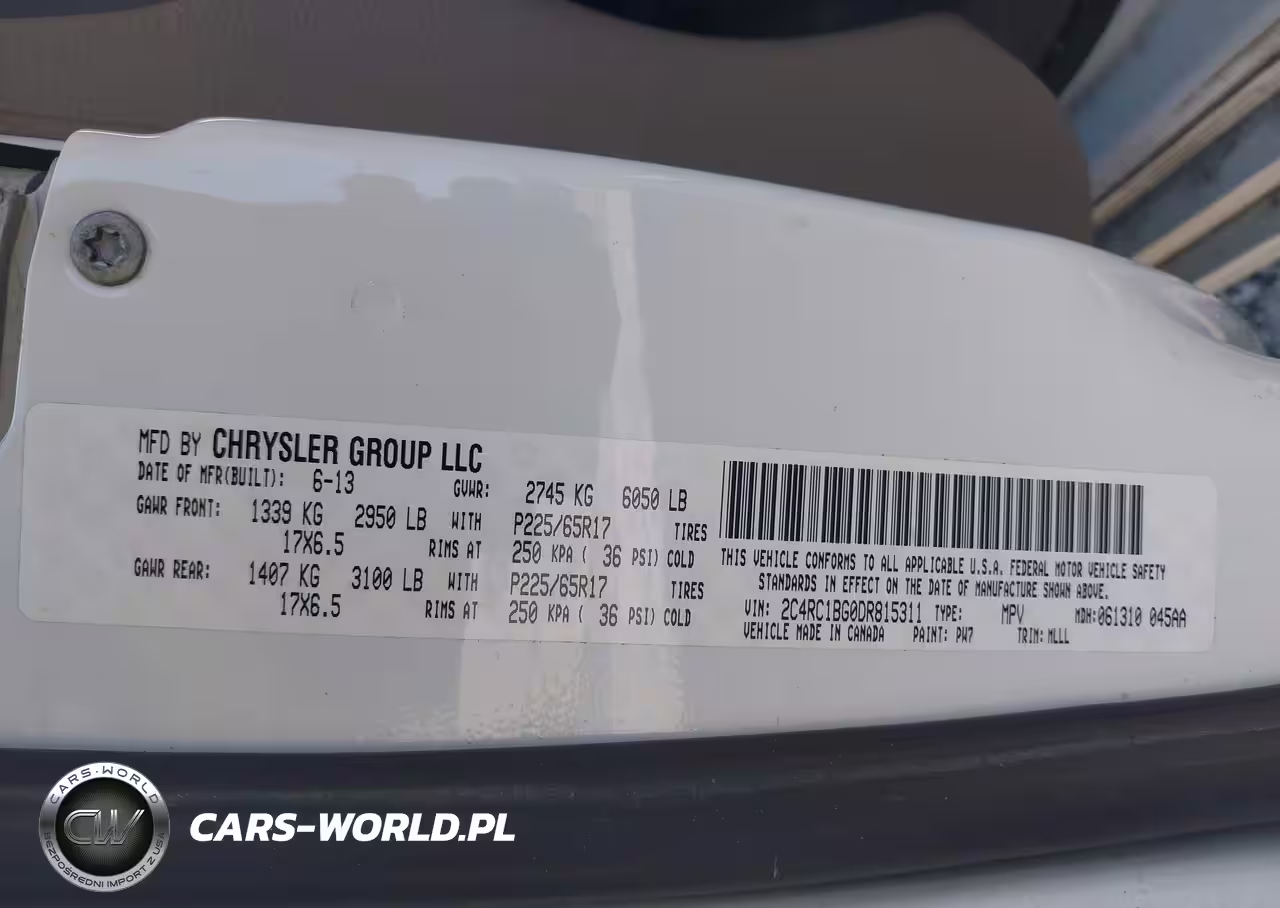 MFD BY CHRYSLER GROUP LLC
DATE OF MFR(BUILT): 6-13 GVWR: 2745 KG 6050 LB
GAWR FRONT: 1339 KG 2950 LB WITH P225/65R17 TIRES
17X6.5 RIMS AT 250 KPA ( 36 PSI) COLD
GAWR REAR: 1407 KG 3100 LB WITH P225/65R17 TIRES
17X6.5 RIMS AT 250 KPA ( 36 PSI) COLD
THIS VEHICLE CONFORMS TO ALL APPLICABLE U.S.A. FEDERAL MOTOR VEHICLE SAFETY
STANDARDS IN EFFECT ON THE DATE OF MANUFACTURE SHOWN ABOVE.
VIN: 2C4RC1BG0DR815311 TYPE: MPV MDH:061310 045AA
VEHICLE MADE IN CANADA PAINT: PW7 TRIM: MLLL
CARS-WORLD
CW
BEZPOŚREDNI IMPORT Z USA
CARS-WORLD.PL